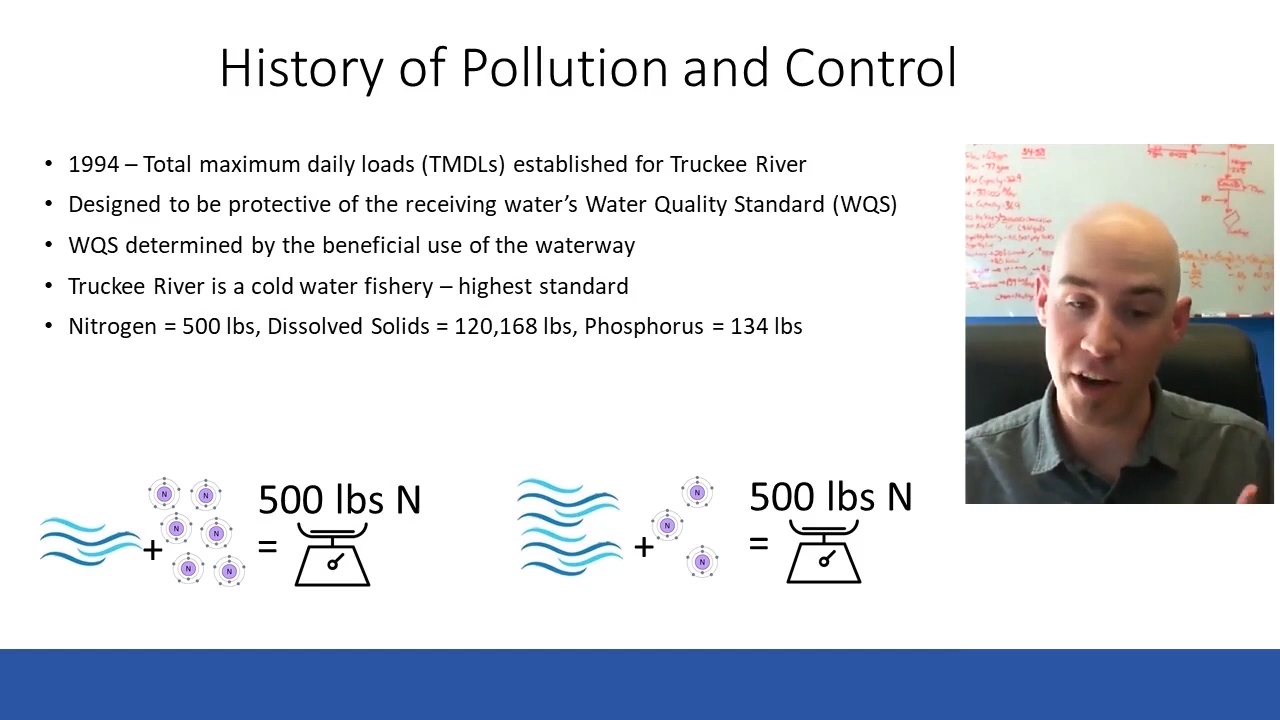 History of Pollution and Control
• 1994 – Total maximum daily loads (TMDLs) established for Truckee River
• Designed to be protective of the receiving water’s Water Quality Standard (WQS)
• WQS determined by the beneficial use of the waterway
• Truckee River is a cold water fishery – highest standard
• Nitrogen = 500 lbs, Dissolved Solids = 120,168 lbs, Phosphorus = 134 lbs
N N
N N
N N
+
=
500 lbs N
N
N
N
+
=
500 lbs N